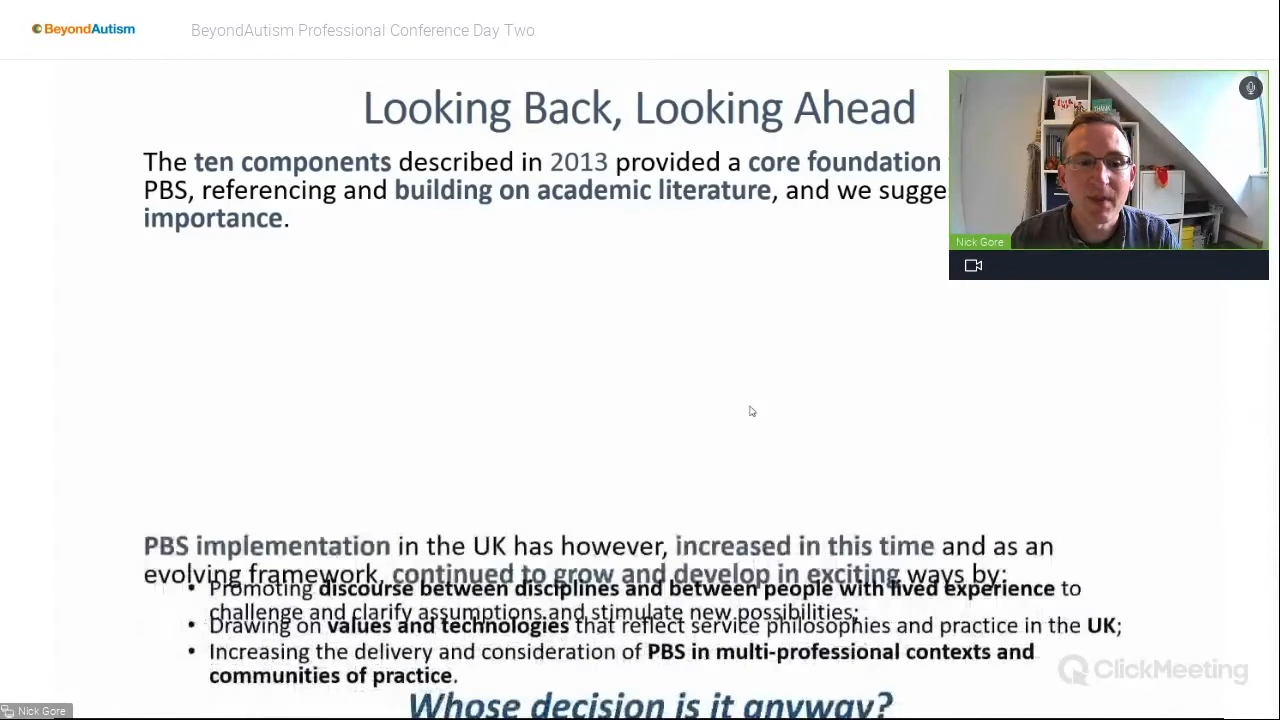 BeyondAutism
BeyondAutism Professional Conference Day Two
Looking Back, Looking Ahead
The ten components described in 2013 provided a core foundation
PBS, referencing and building on academic literature, and we sugge
importance.
Nick Gore
PBS implementation in the UK has however, increased in this time and as an
evolving framework, continued to grow and develop in exciting ways by:
• Promoting discourse between disciplines and between people with lived experience to
challenge and clarify assumptions and stimulate new possibilities;
• Drawing on values and technologies that reflect service philosophies and practice in the UK;
• Increasing the delivery and consideration of PBS in multi-professional contexts and
communities of practice.
ClickMeeting
Whose decision is it anyway?
Nick Gore